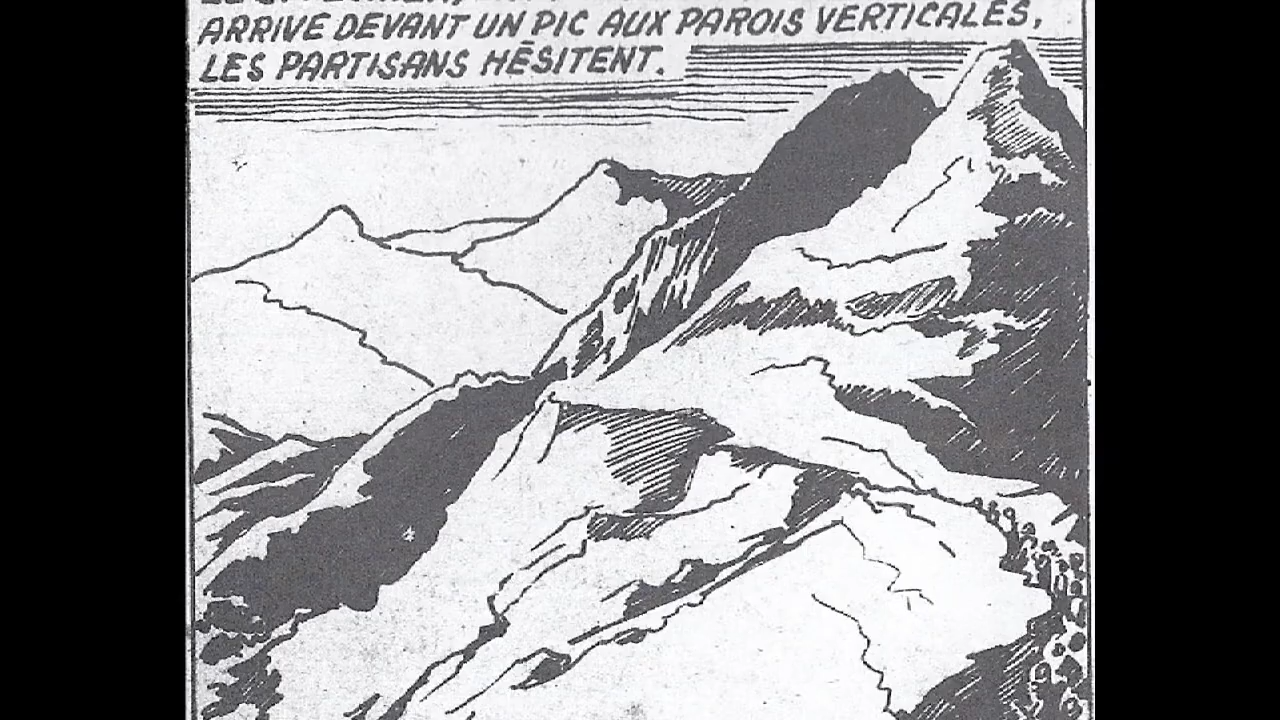 ARRIVE DEVANT UN PIC AUX PAROIS VERTICALES,
LES PARTISANS HÉSITENT.